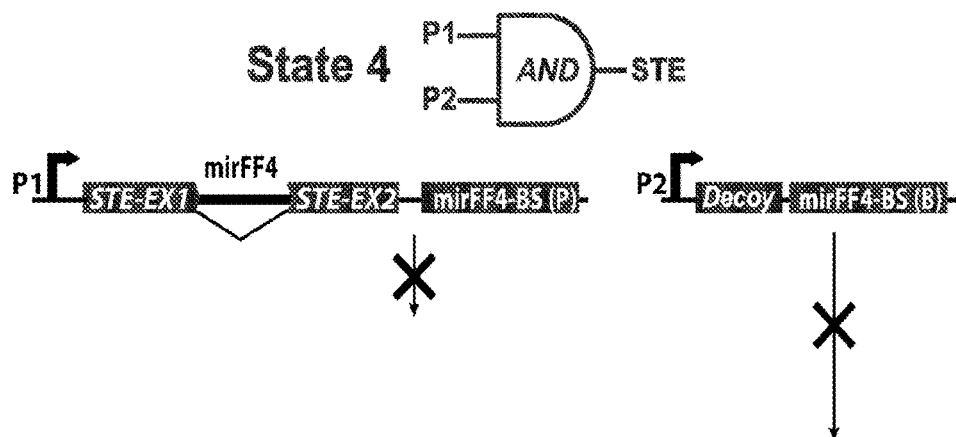 P1
State 4
AND
STE
P2
mirFF4
P1
STE-EX1
STE-EX2
mirFF4-BS (P)
P2
Decoy
mirFF4-BS (B)